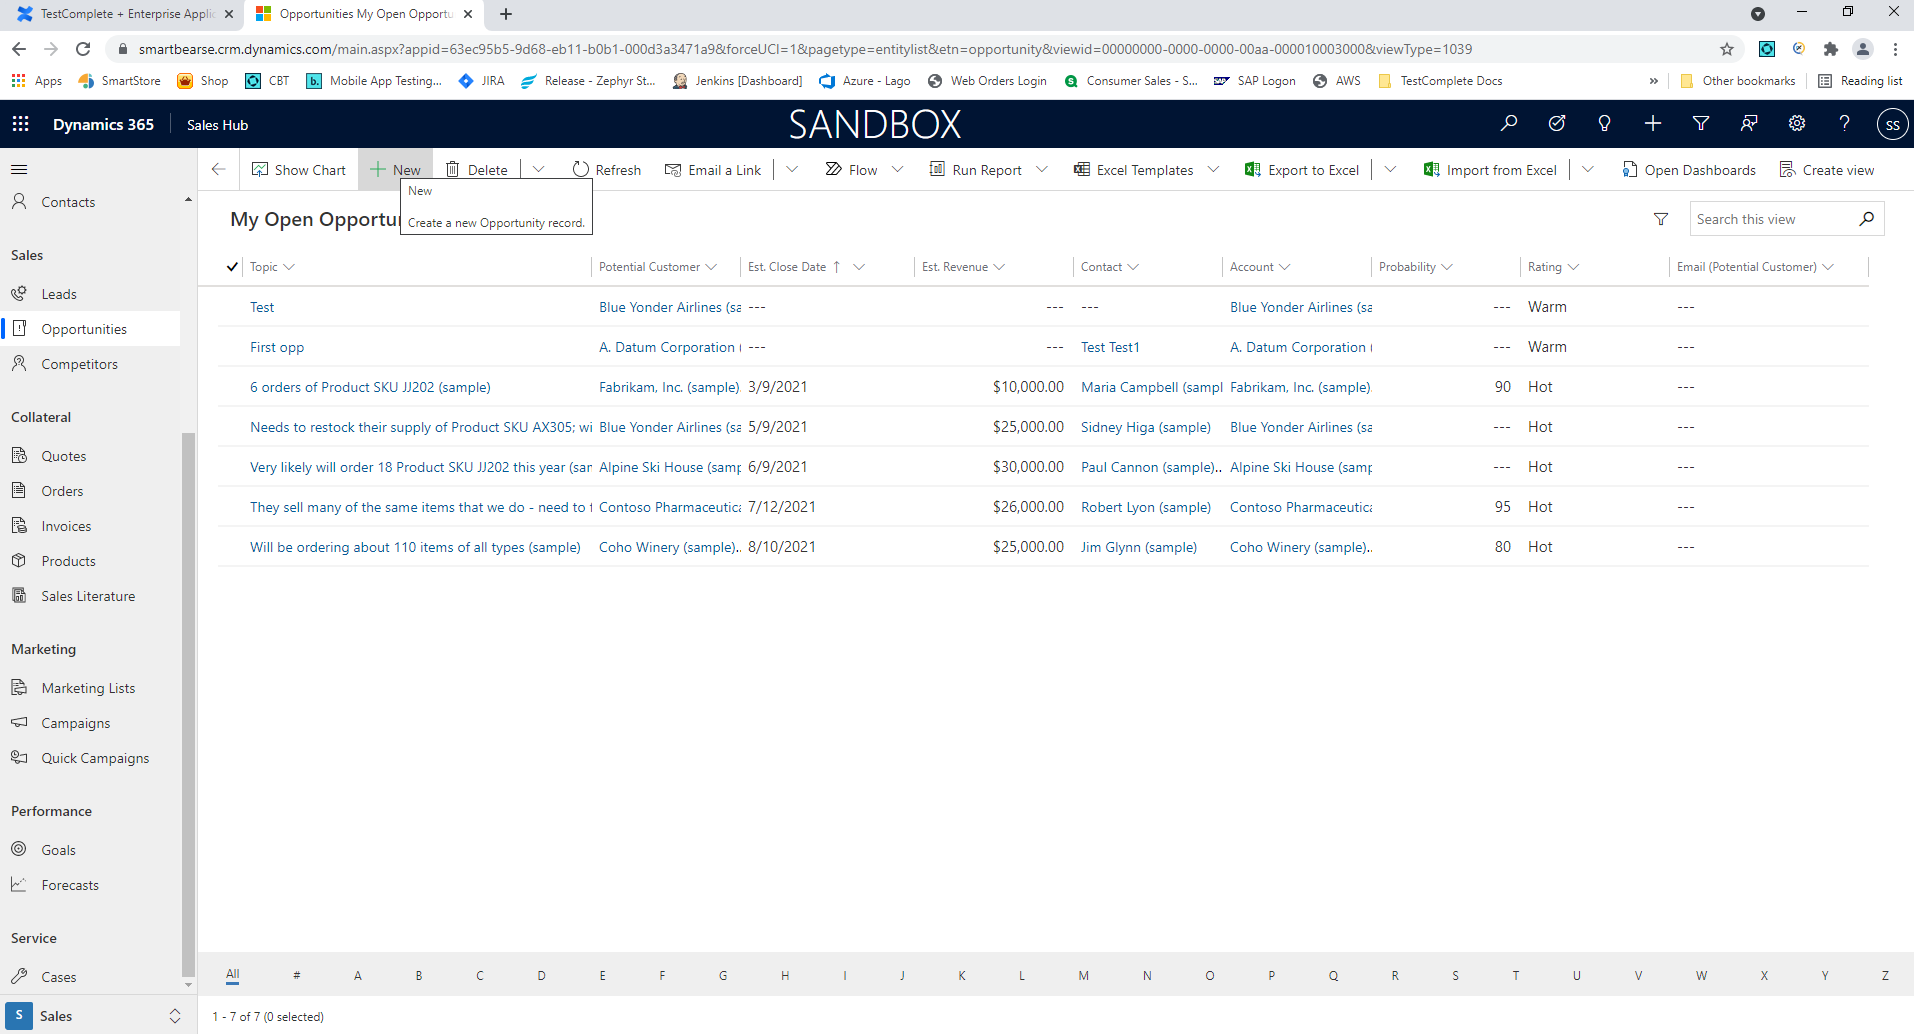 TestComplete + Enterprise Applic
Opportunities My Open Opportu
smartbearse.crm.dynamics.com/main.aspx?appid=63ec95b5-9d68-eb11-b0b1-000d3a3471a9&forceUCI=1&pagetype=entitylist&etn=opportunity&viewid=00000000-0000-0000-00aa-000010003000&viewType=1039
Apps SmartStore Shop CBT Mobile App Testing... JIRA Release - Zephyr St... Jenkins [Dashboard] Azure - Lago Web Orders Login Consumer Sales - S... SAP Logon AWS TestComplete Docs » Other bookmarks Reading list
Dynamics 365 Sales Hub SANDBOX ? SS
Show Chart New Delete Refresh Email a Link Flow Run Report Excel Templates Export to Excel Import from Excel Open Dashboards Create view
New
Create a new Opportunity record.
My Open Opportu
Search this view
Contacts
Sales
Leads
Opportunities
Competitors
Collateral
Quotes
Orders
Invoices
Products
Sales Literature
Marketing
Marketing Lists
Campaigns
Quick Campaigns
Performance
Goals
Forecasts
Service
Cases
S Sales
Topic Potential Customer Est. Close Date ↑ Est. Revenue Contact Account Probability Rating Email (Potential Customer)
Test Blue Yonder Airlines (sa --- --- --- Blue Yonder Airlines (sa --- Warm ---
First opp A. Datum Corporation ( --- --- Test Test1 A. Datum Corporation ( --- Warm ---
6 orders of Product SKU JJ202 (sample) Fabrikam, Inc. (sample). 3/9/2021 $10,000.00 Maria Campbell (sampl Fabrikam, Inc. (sample). 90 Hot ---
Needs to restock their supply of Product SKU AX305; wi Blue Yonder Airlines (sa 5/9/2021 $25,000.00 Sidney Higa (sample) Blue Yonder Airlines (sa --- Hot ---
Very likely will order 18 Product SKU JJ202 this year (sar Alpine Ski House (samp 6/9/2021 $30,000.00 Paul Cannon (sample).. Alpine Ski House (samp --- Hot ---
They sell many of the same items that we do - need to f Contoso Pharmaceutica 7/12/2021 $26,000.00 Robert Lyon (sample) Contoso Pharmaceutica 95 Hot ---
Will be ordering about 110 items of all types (sample) Coho Winery (sample).. 8/10/2021 $25,000.00 Jim Glynn (sample) Coho Winery (sample).. 80 Hot ---
All # A B C D E F G H I J K L M N O P Q R S T U V W X Y Z
1 - 7 of 7 (0 selected)